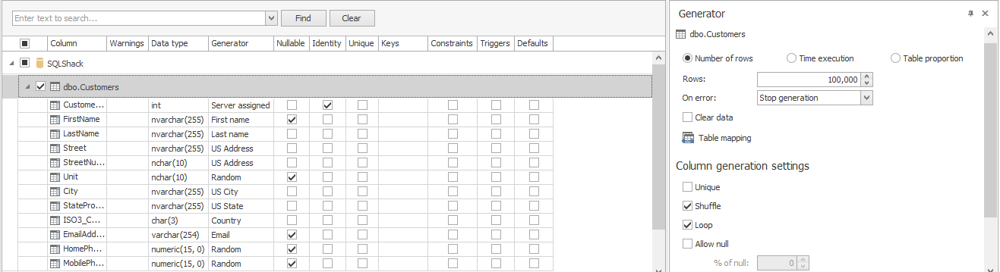 Enter text to search... Find Clear
Column Warnings Data type Generator Nullable Identity Unique Keys Constraints Triggers Defaults
SQLShack
dbo.Customers
Custome... int Server assigned
FirstName nvarchar(255) First name
LastName nvarchar(255) Last name
Street nvarchar(255) US Address
StreetNu... nchar(10) US Address
Unit nchar(10) Random
City nvarchar(255) US City
StatePro... nvarchar(255) US State
ISO3_C... char(3) Country
EmailAdd... varchar(254) Email
HomePh... numeric(15, 0) Random
MobilePh... numeric(15, 0) Random
Generator
dbo.Customers
Number of rows Time execution Table proportion
Rows: 100,000
On error: Stop generation
Clear data
Table mapping
Column generation settings
Unique
Shuffle
Loop
Allow null
% of null: 0